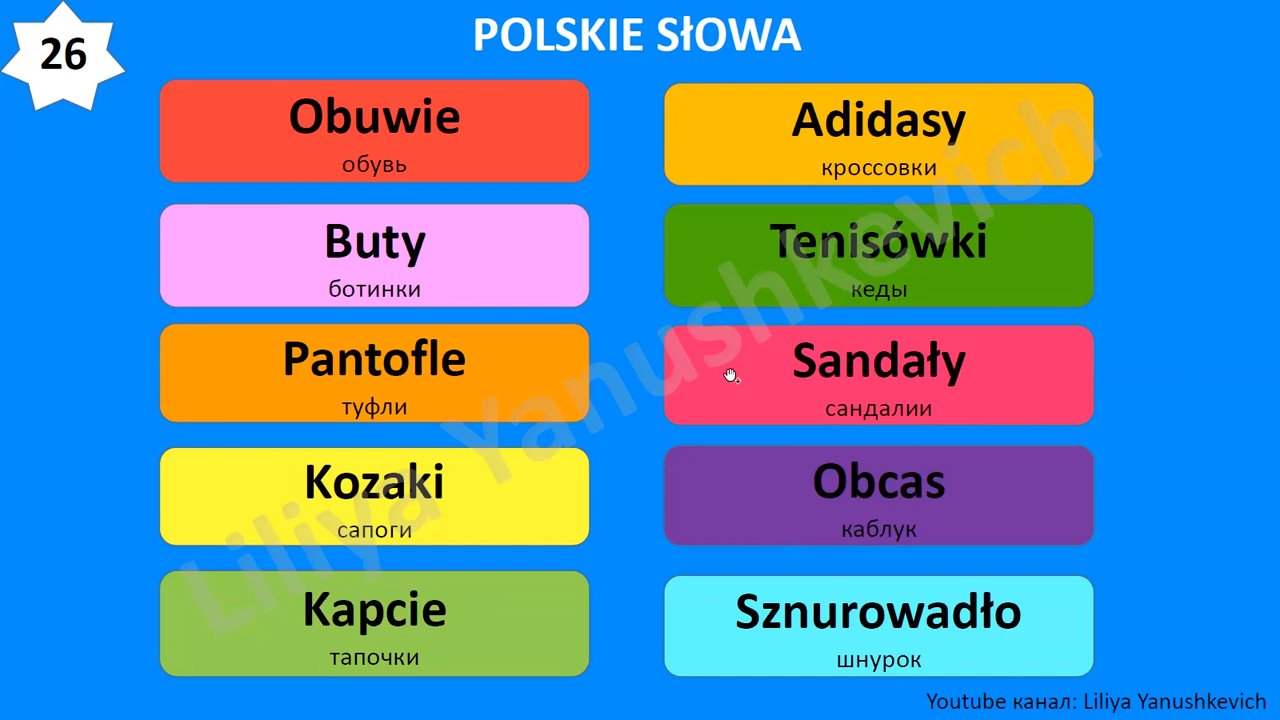 26
POLSKIE SŁOWA
Obuwie
обувь
Buty
ботинки
Pantofle
туфли
Kozaki
сапоги
Kapcie
тапочки
Adidasy
кроссовки
Tenisówki
кеды
Sandały
сандалии
Obcas
каблук
Sznurowadło
шнурок
Liliya Yanushkevich
Youtube канал: Liliya Yanushkevich